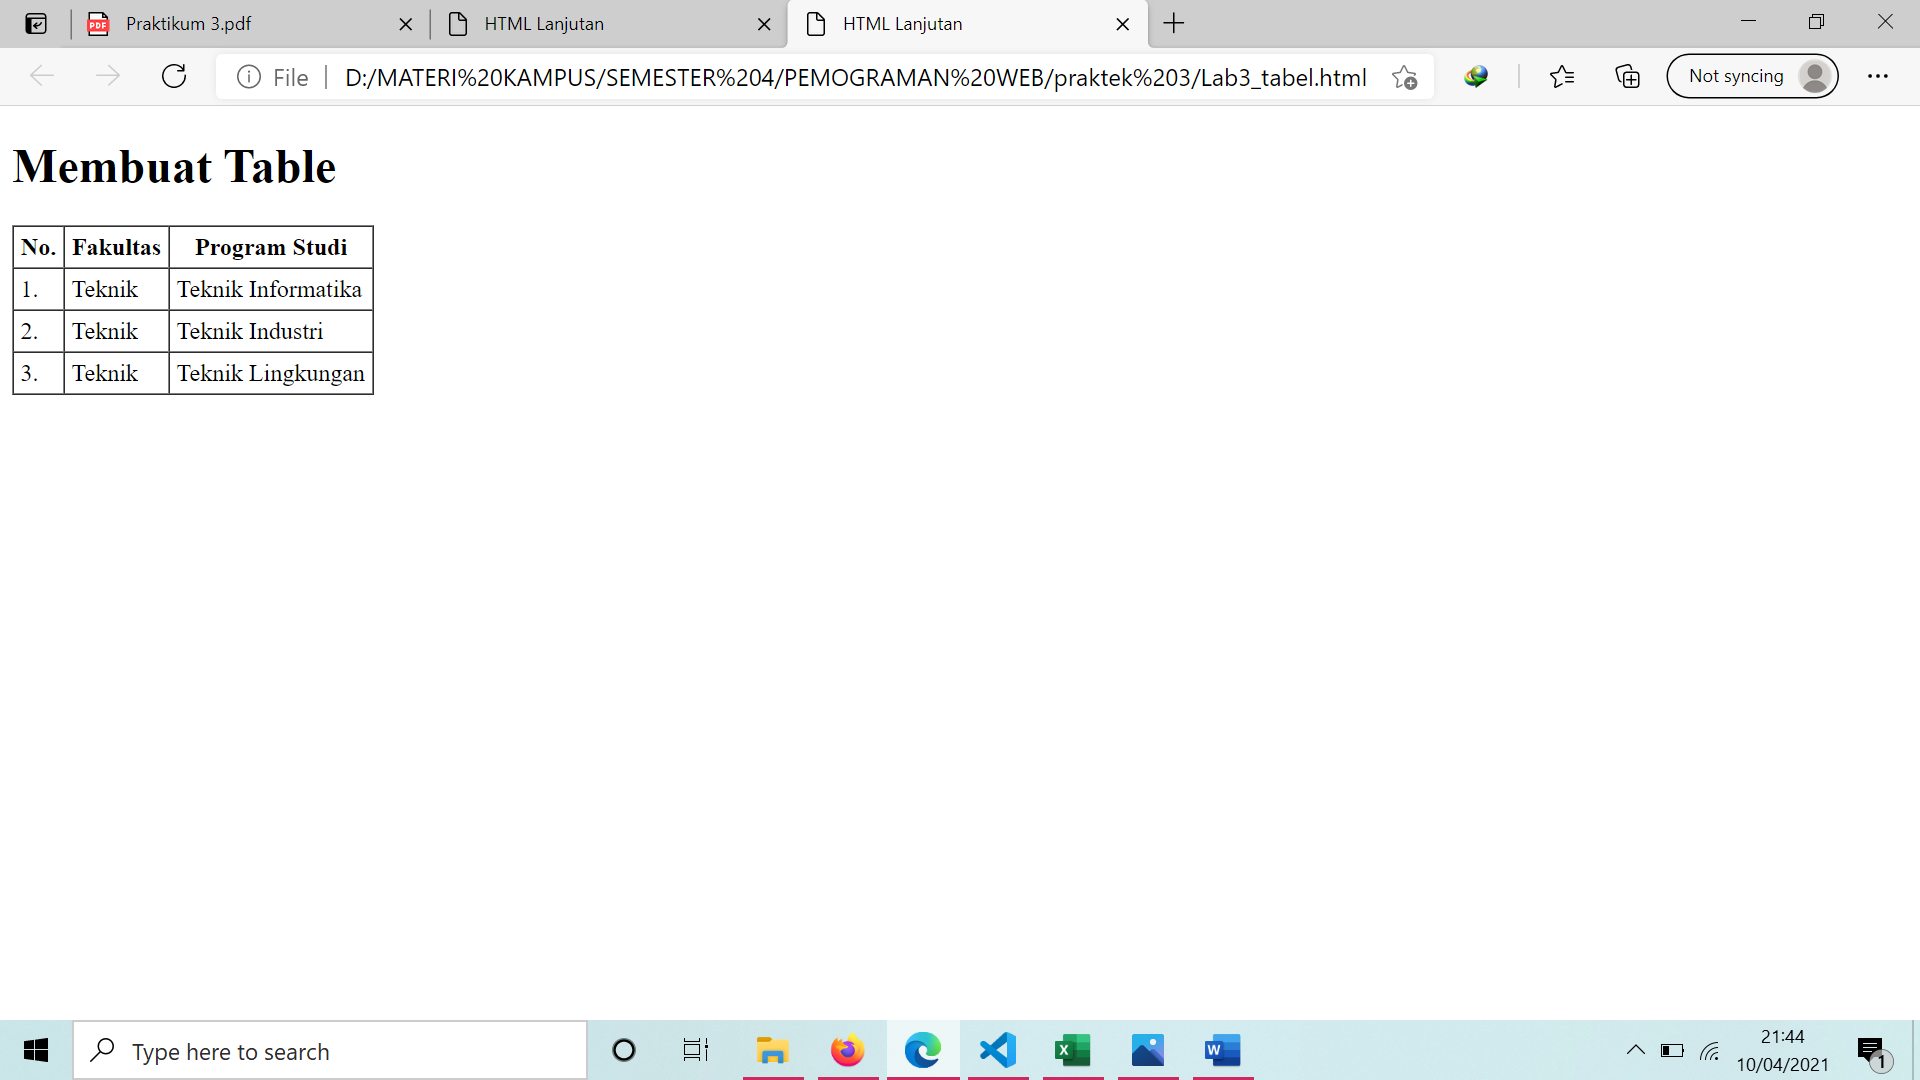 Praktikum 3.pdf
HTML Lanjutan
HTML Lanjutan
File
D:/MATERI%20KAMPUS/SEMESTER%204/PEMOGRAMAN%20WEB/praktek%203/Lab3_tabel.html
Not syncing
Membuat Table
No. Fakultas Program Studi
1. Teknik Teknik Informatika
2. Teknik Teknik Industri
3. Teknik Teknik Lingkungan
Type here to search
21:44
10/04/2021
1